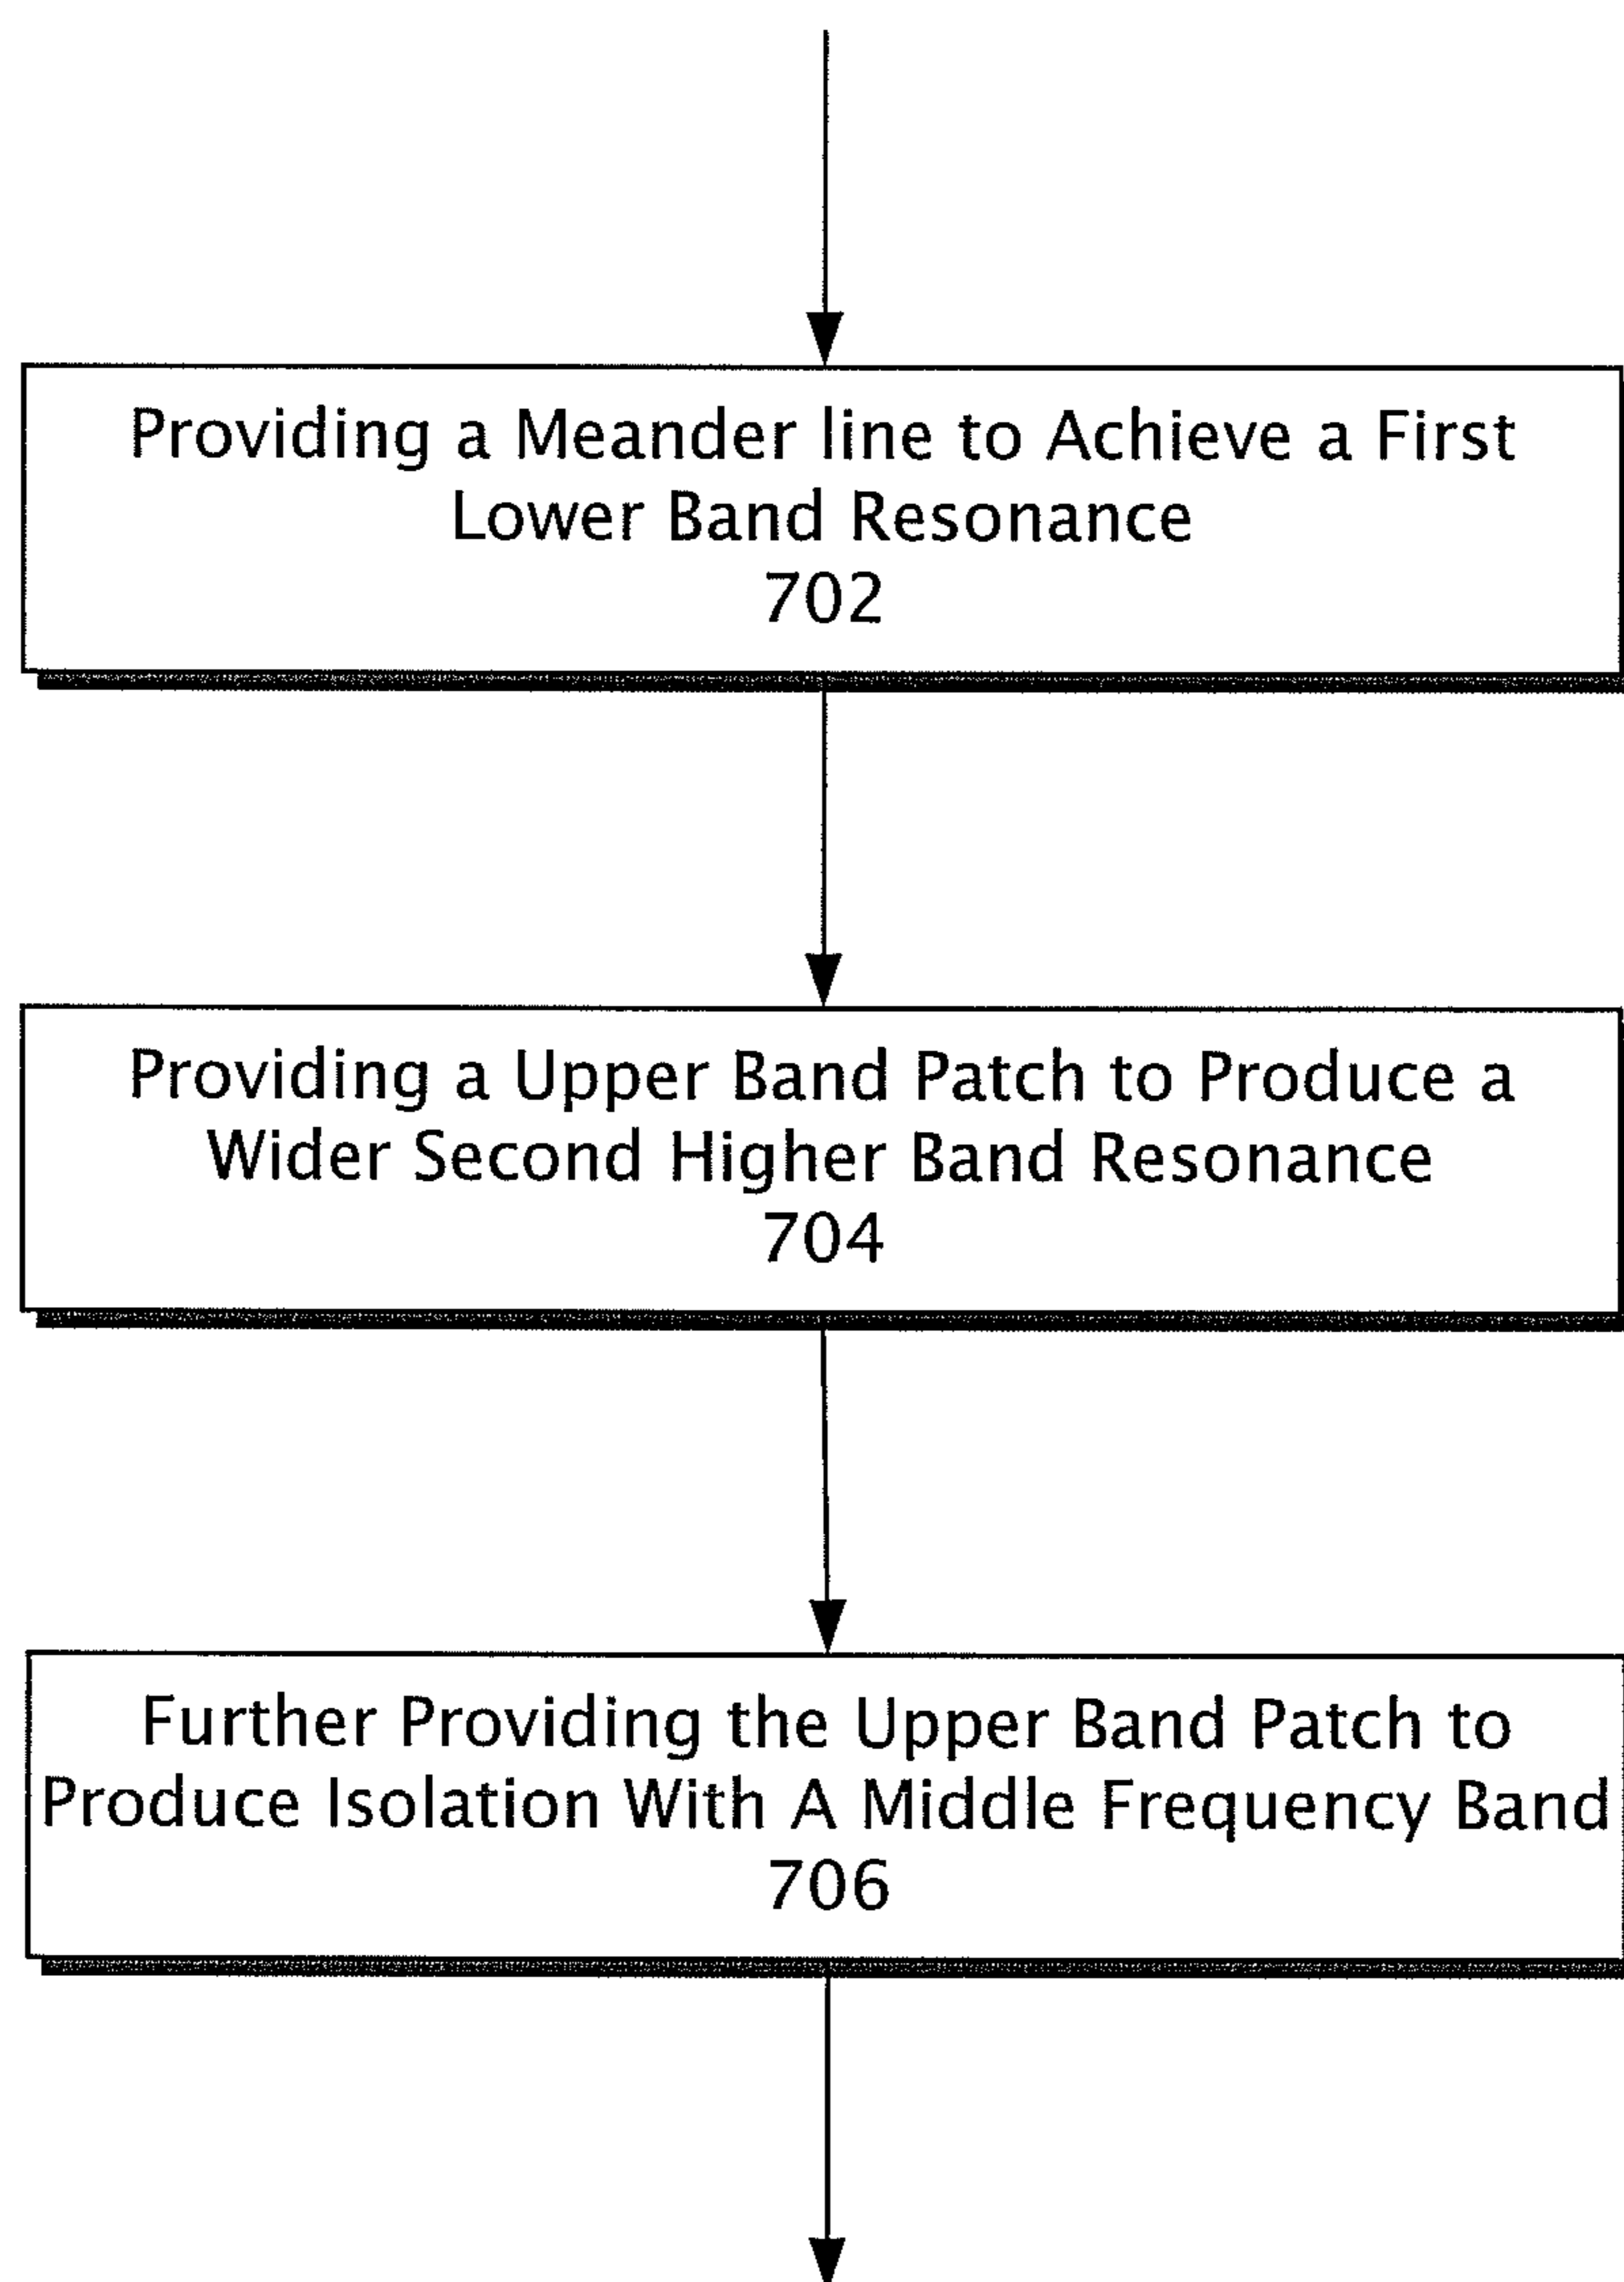 Providing a Meander line to Achieve a First
Lower Band Resonance
702
Providing a Upper Band Patch to Produce a
Wider Second Higher Band Resonance
704
Further Providing the Upper Band Patch to
Produce Isolation With A Middle Frequency Band
706